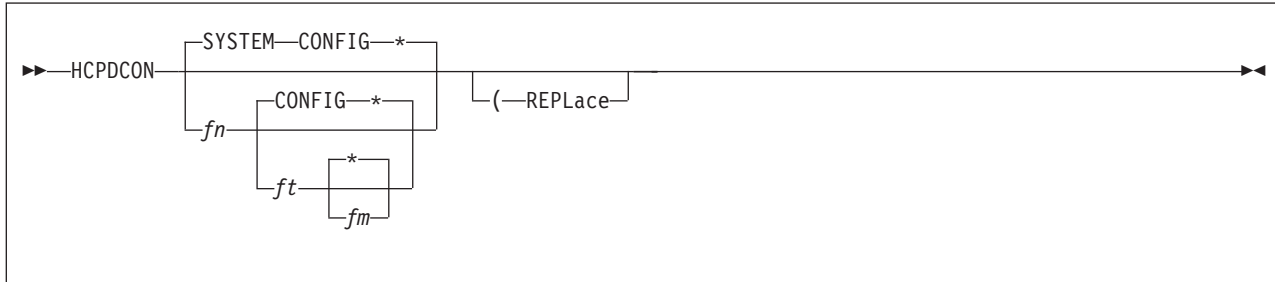 SYSTEM CONFIG *
HCPDCON
CONFIG *
( REPLace
fn
*
ft
fm